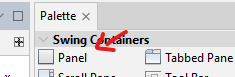 Palette ×
Swing Containers
Panel Tabbed Pane
Scroll Pane Tool Bar